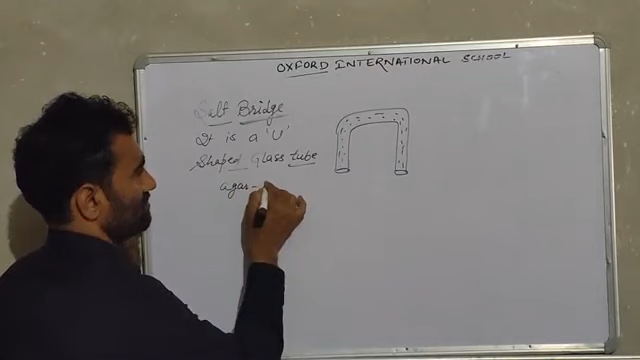 OXFORD INTERNATIONAL SCHOOL
Salt Bridge
It is a 'U'
Shaped Glass tube
agar-